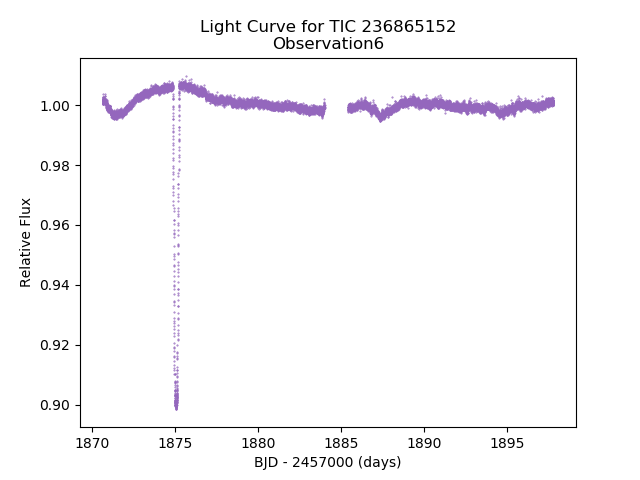 Light Curve for TIC 236865152
Observation6
Relative Flux
1.00
0.98
0.96
0.94
0.92
0.90
1870 1875 1880 1885 1890 1895
BJD - 2457000 (days)